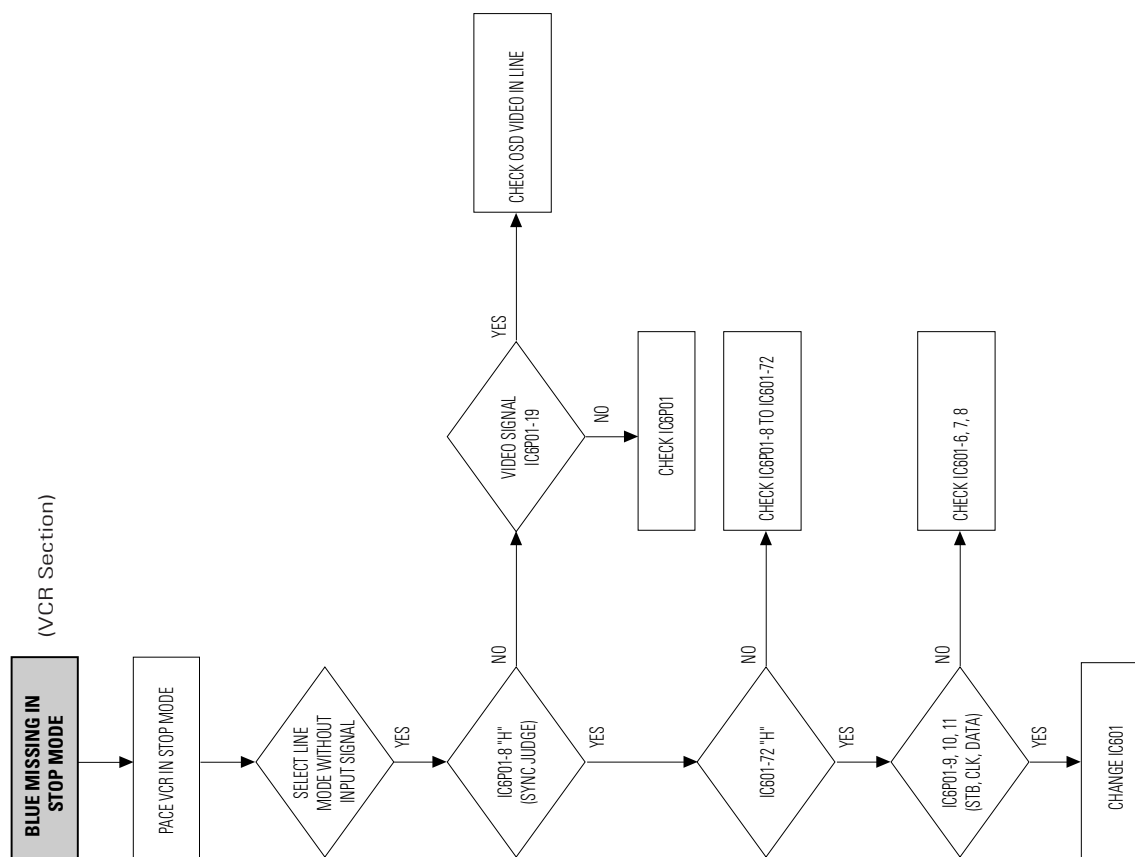 BLUE MISSING IN
STOP MODE
(VCR Section)
PACE VCR IN STOP MODE
SELECT LINE
MODE WITHOUT
INPUT SIGNAL
YES
IC6P01-8 "H"
(SYNC JUDGE)
NO
VIDEO SIGNAL
IC6P01-19
YES
CHECK OSD VIDEO IN LINE
NO
CHECK IC6P01
YES
IC601-72 "H"
NO
CHECK IC6P01-8 TO IC601-72
YES
IC6P01-9, 10, 11
(STB, CLK, DATA)
NO
CHECK IC601-6, 7, 8
YES
CHANGE IC601